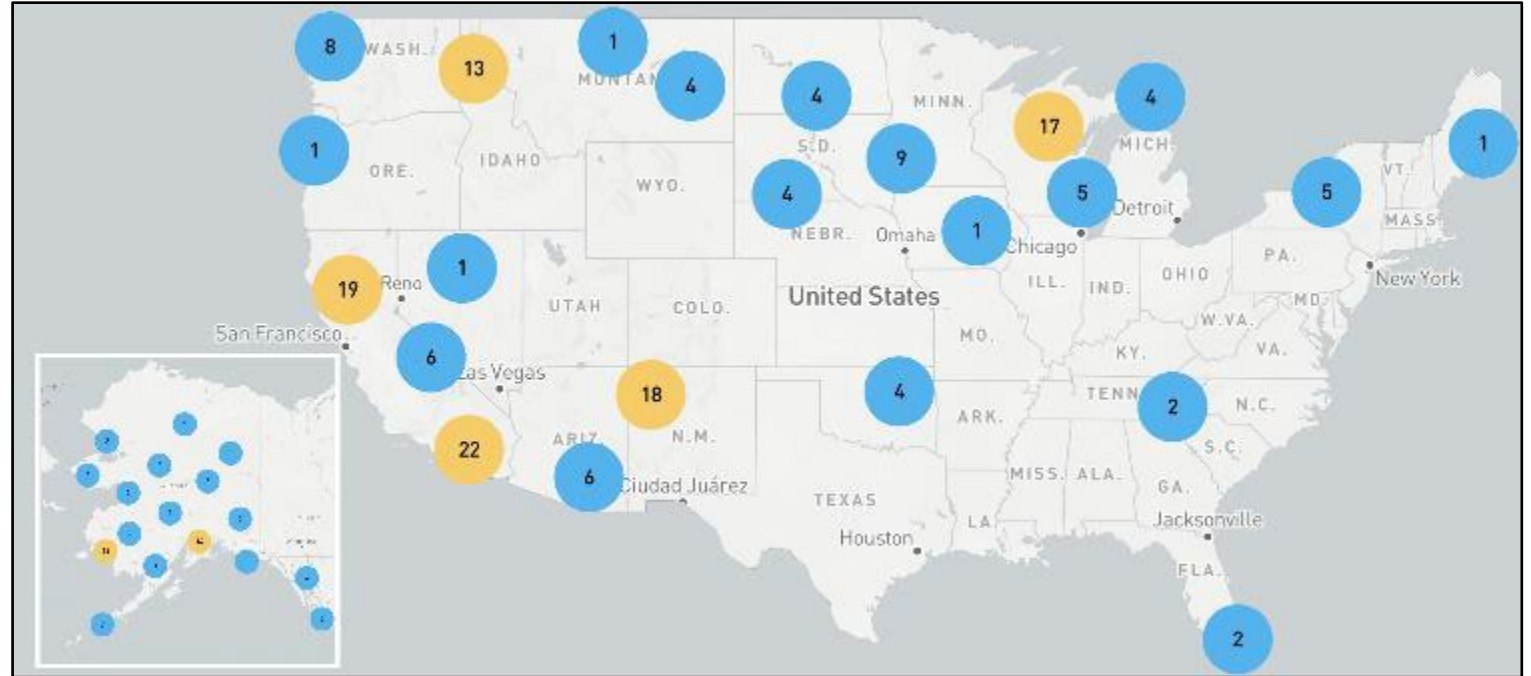 8
WASH.
13
1
MONTAN
4
4
MINN.
17
4
1
ORE.
IDAHO
WYO.
S.D.
9
MICH.
1
4
5
Detroit
5
VT.
MASS.
NEBR.
Omaha
1
Chicago
New York
19
Reno
1
UTAH
COLO.
United States
ILL.
IND.
OHIO
PA.
MD.
W.VA.
VA.
San Francisco
6
Las Vegas
MO.
KY.
18
4
ARK.
TENN
2
N.C.
S.C.
22
ARIZ.
N.M.
6
Ciudad Juárez
TEXAS
MISS.
ALA.
GA.
LA
Jacksonville
Houston
FLA.
2